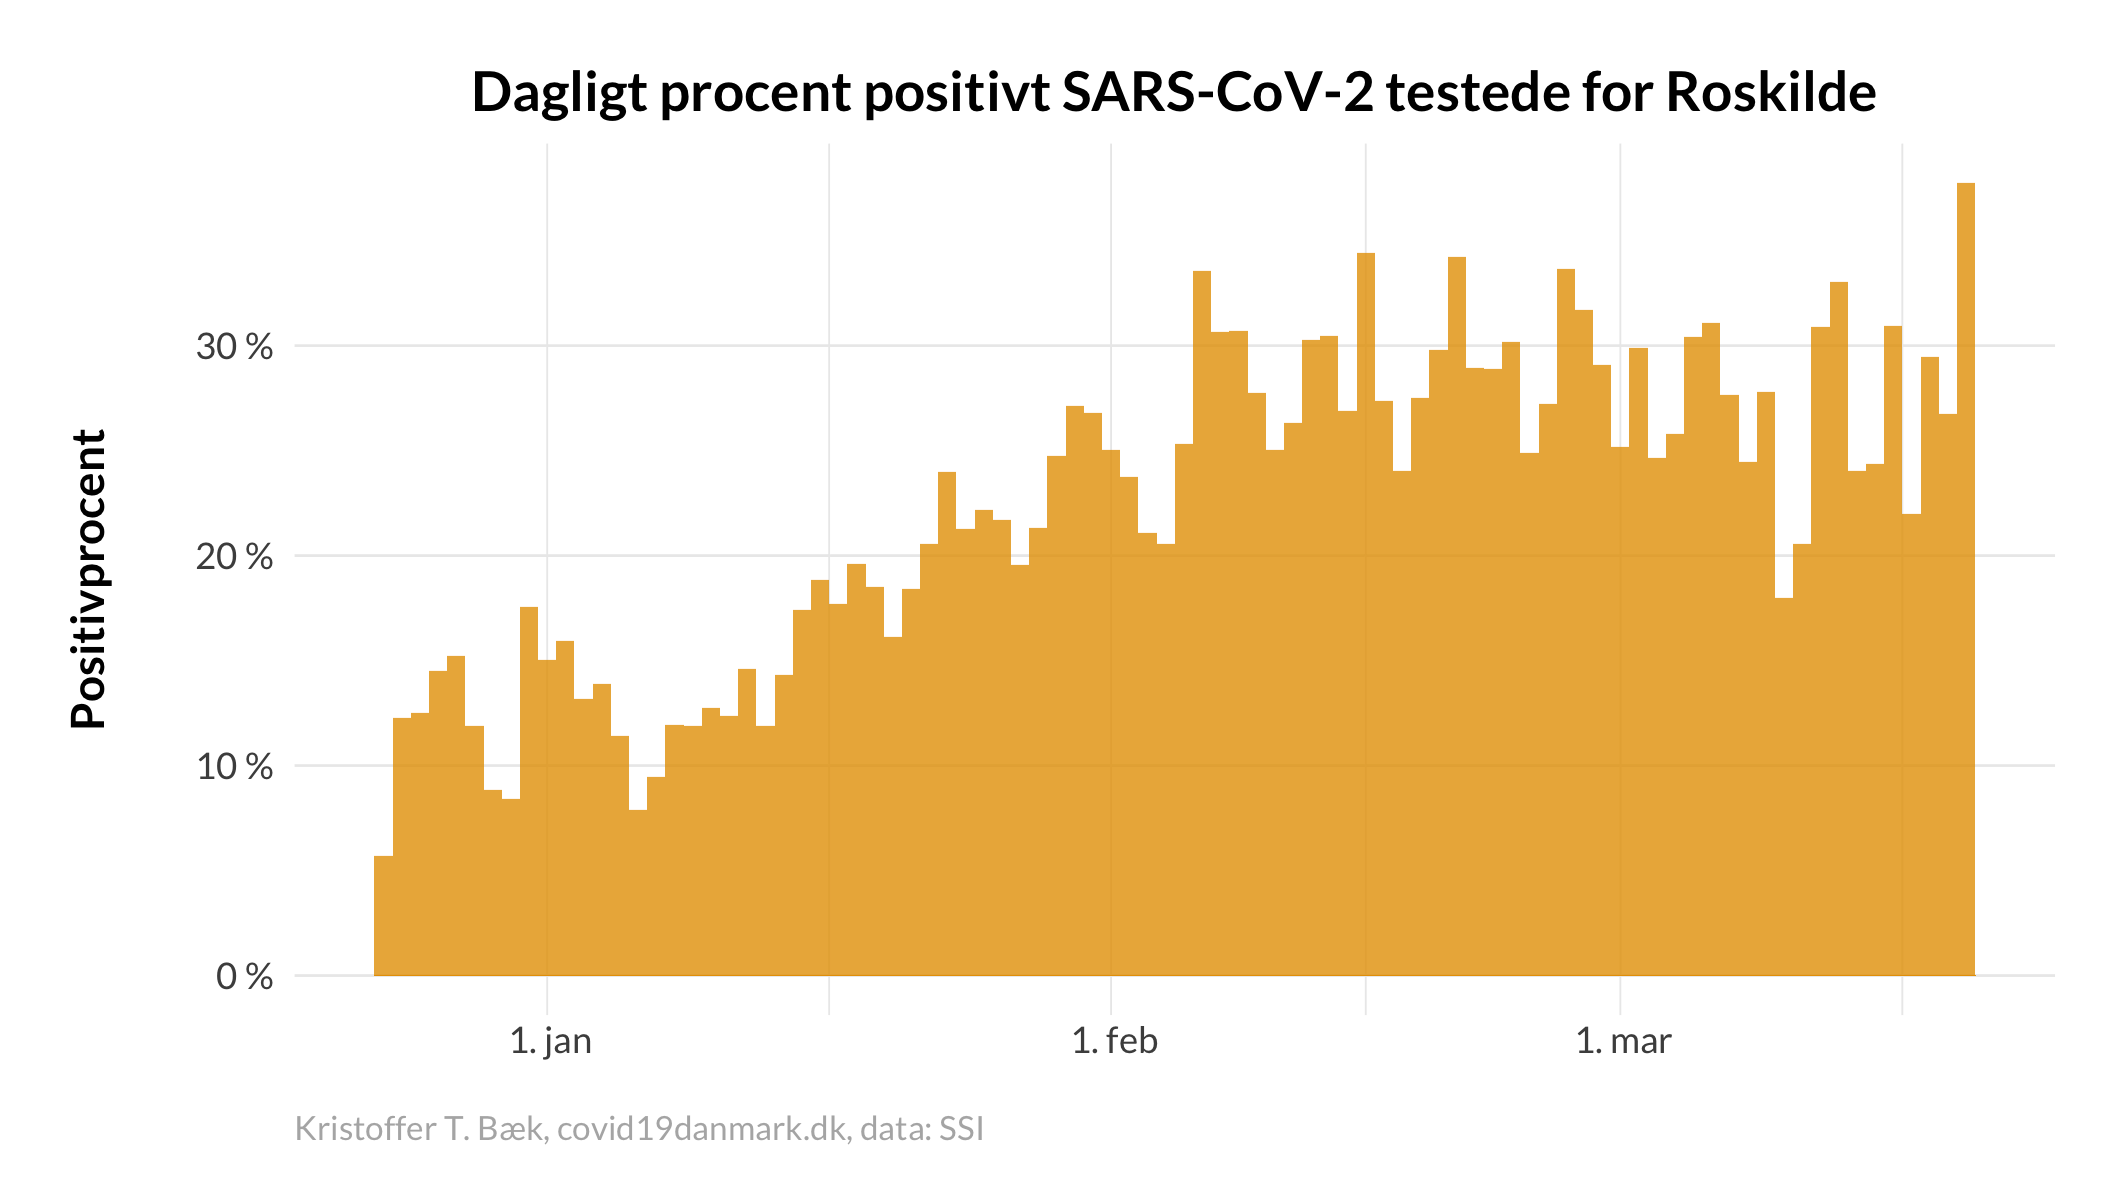 Dagligt procent positivt SARS-CoV-2 testede for Roskilde
Positivprocent
30 %
20 %
10 %
0 %
1. jan
1. feb
1. mar
Kristoffer T. Bæk, covid19danmark.dk, data: SSI